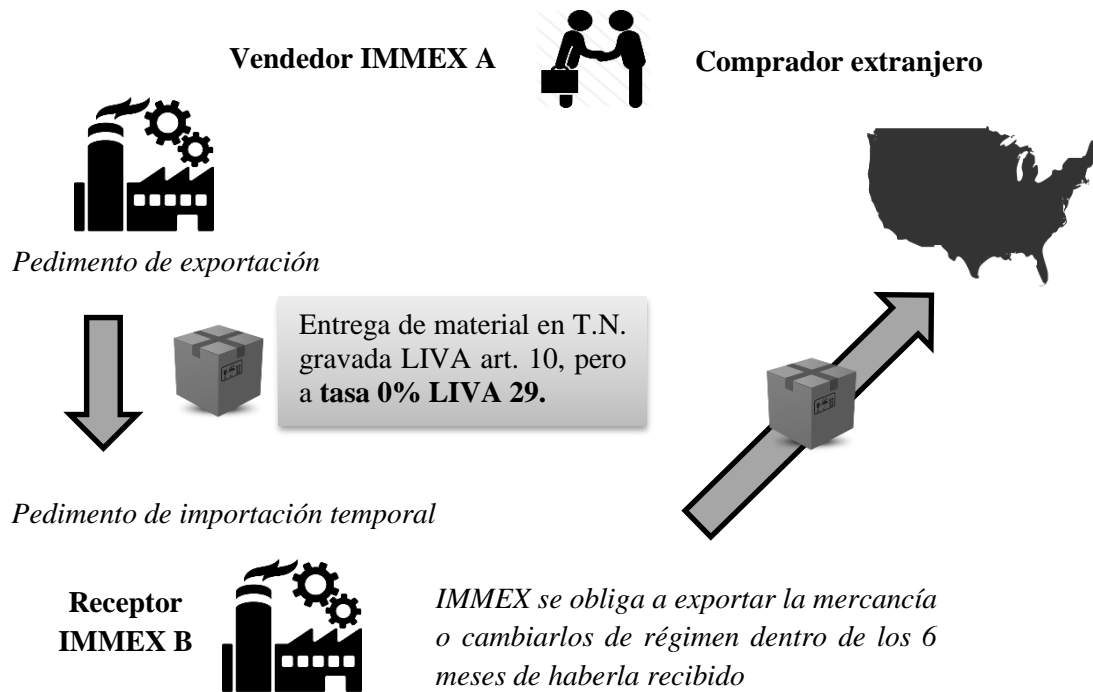 Vendedor IMMEX A
Comprador extranjero
Pedimento de exportación
Entrega de material en T.N.
gravada LIVA art. 10, pero
a tasa 0% LIVA 29.
Pedimento de importación temporal
Receptor
IMMEX B
IMMEX se obliga a exportar la mercancía
o cambiarlos de régimen dentro de los 6
meses de haberla recibido